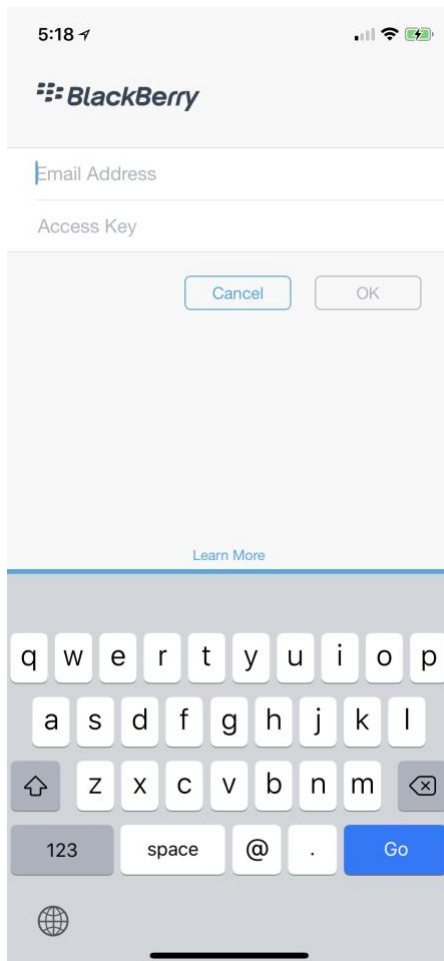 5:18
BlackBerry
Email Address
Access Key
Cancel OK
Learn More
q w e r t y u i o p
a s d f g h j k l
z x c v b n m
123 space @ . Go